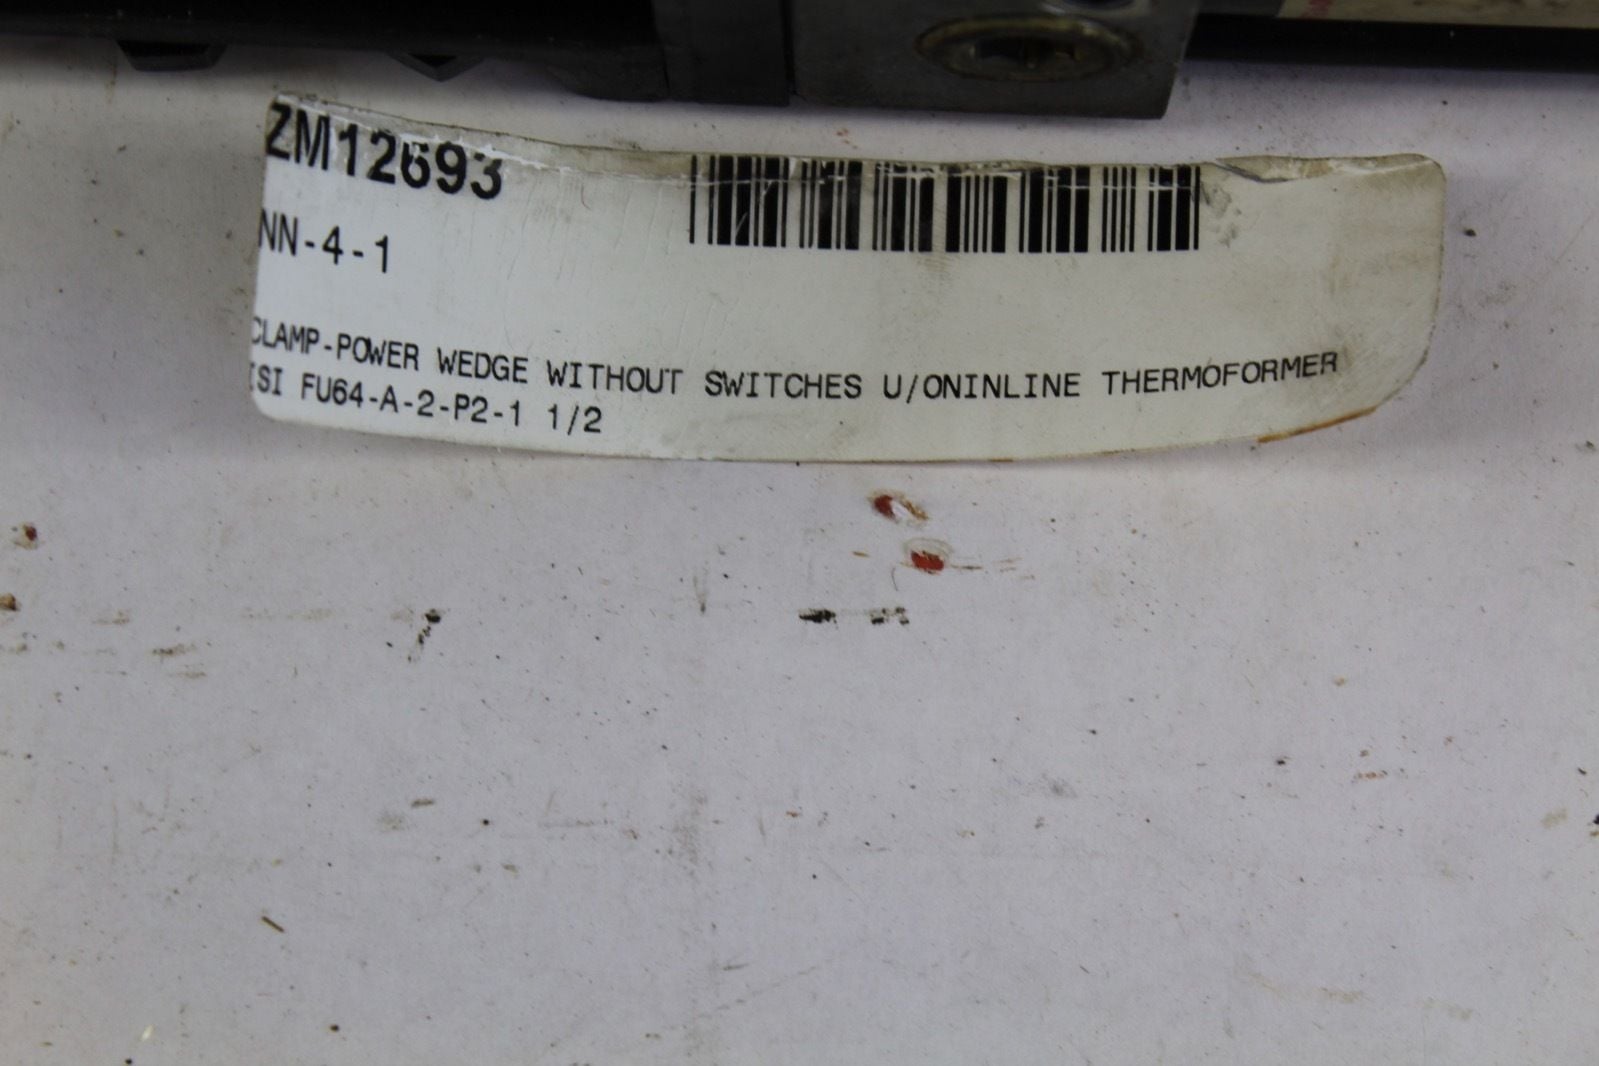 ZM12693
NN-4-1
CLAMP-POWER WEDGE WITHOUT SWITCHES U/ONINLINE THERMOFORMER
ISI FU64-A-2-P2-1 1/2